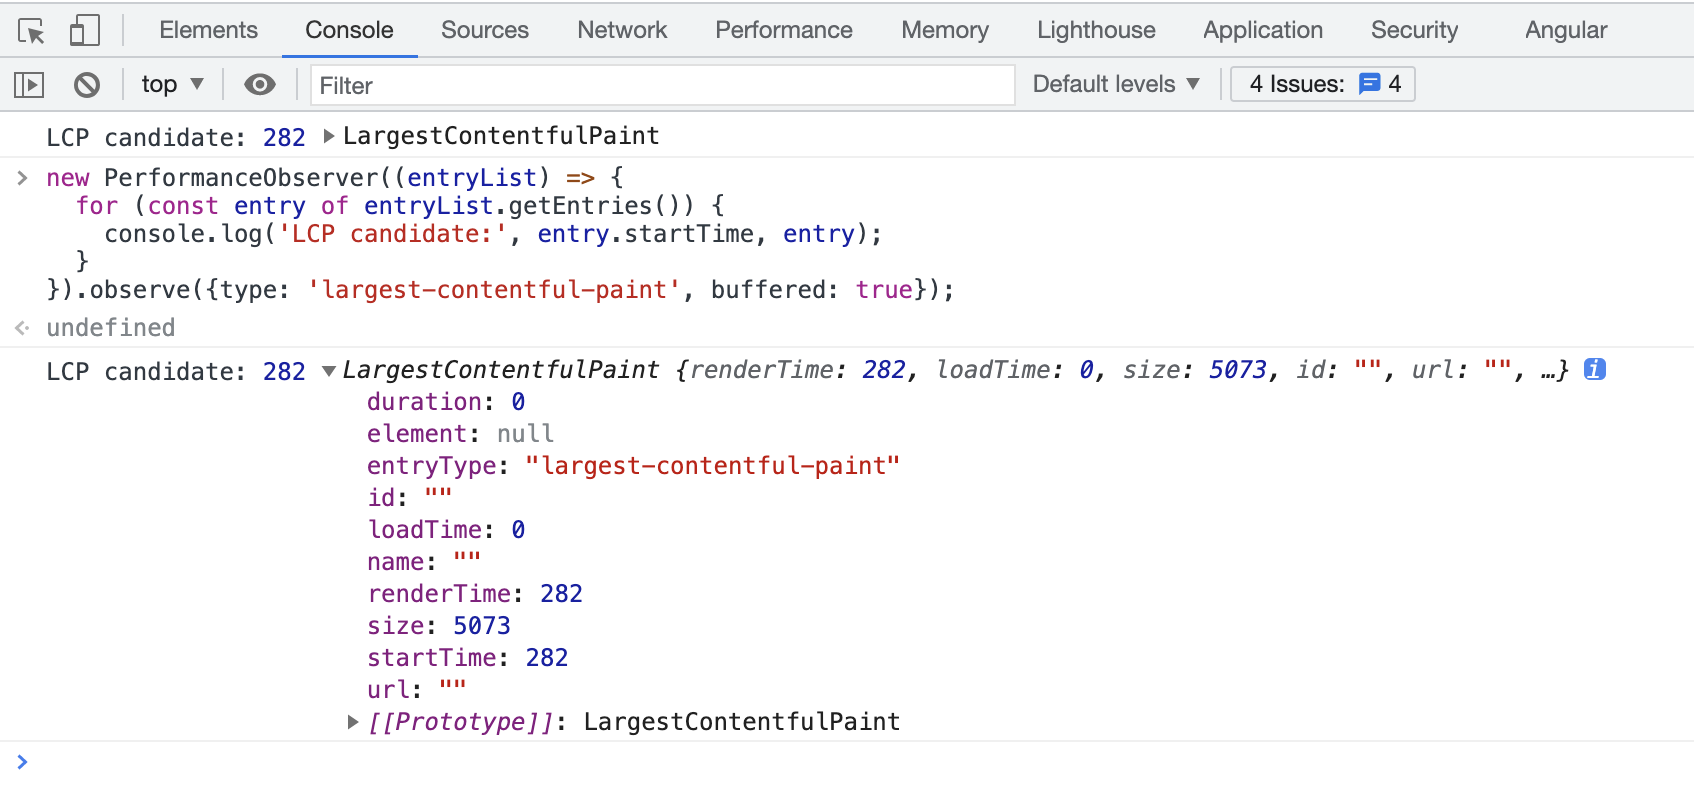 Elements Console Sources Network Performance Memory Lighthouse Application Security Angular
top Filter Default levels 4 Issues: 4
LCP candidate: 282 LargestContentfulPaint
new PerformanceObserver((entryList) => {
for (const entry of entryList.getEntries()) {
console.log('LCP candidate:', entry.startTime, entry);
}
}).observe({type: 'largest-contentful-paint', buffered: true});
undefined
LCP candidate: 282 LargestContentfulPaint {renderTime: 282, loadTime: 0, size: 5073, id: "", url: "", …} i
duration: 0
element: null
entryType: "largest-contentful-paint"
id: ""
loadTime: 0
name: ""
renderTime: 282
size: 5073
startTime: 282
url: ""
[[Prototype]]: LargestContentfulPaint